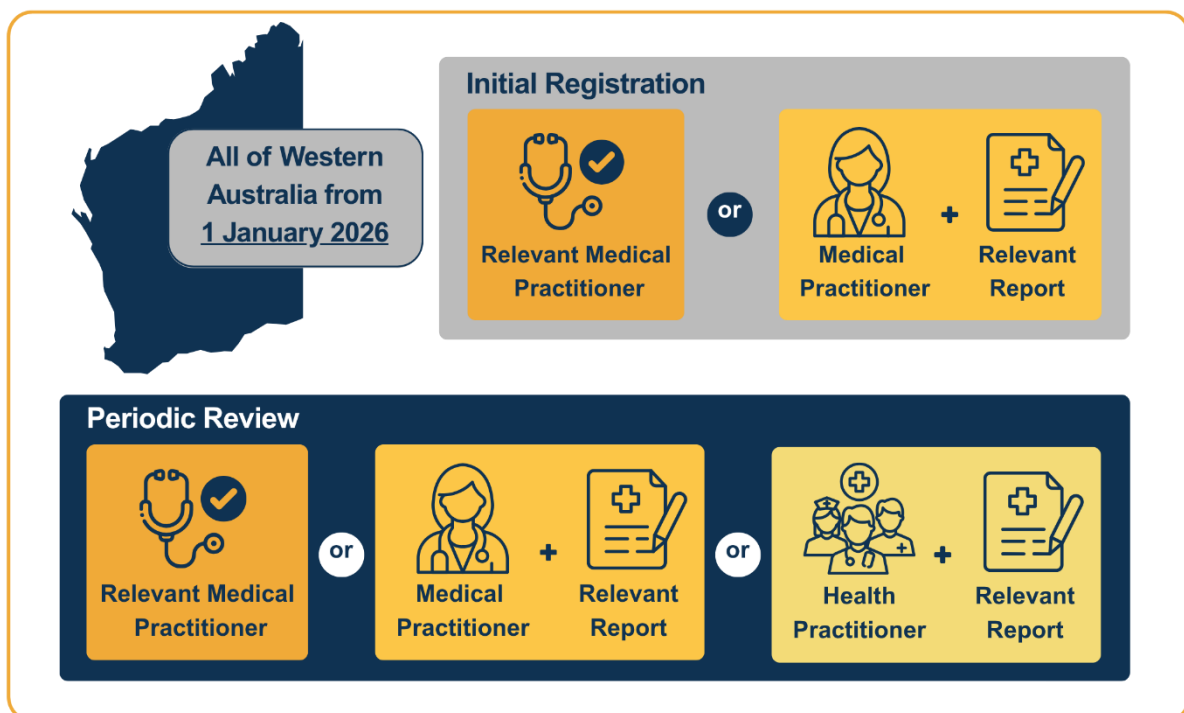 All of Western
Australia from
1 January 2026
Initial Registration
Relevant Medical
Practitioner
or
Medical
Practitioner
+
Relevant
Report
Periodic Review
Relevant Medical
Practitioner
or
Medical
Practitioner
+
Relevant
Report
or
Health
Practitioner
+
Relevant
Report